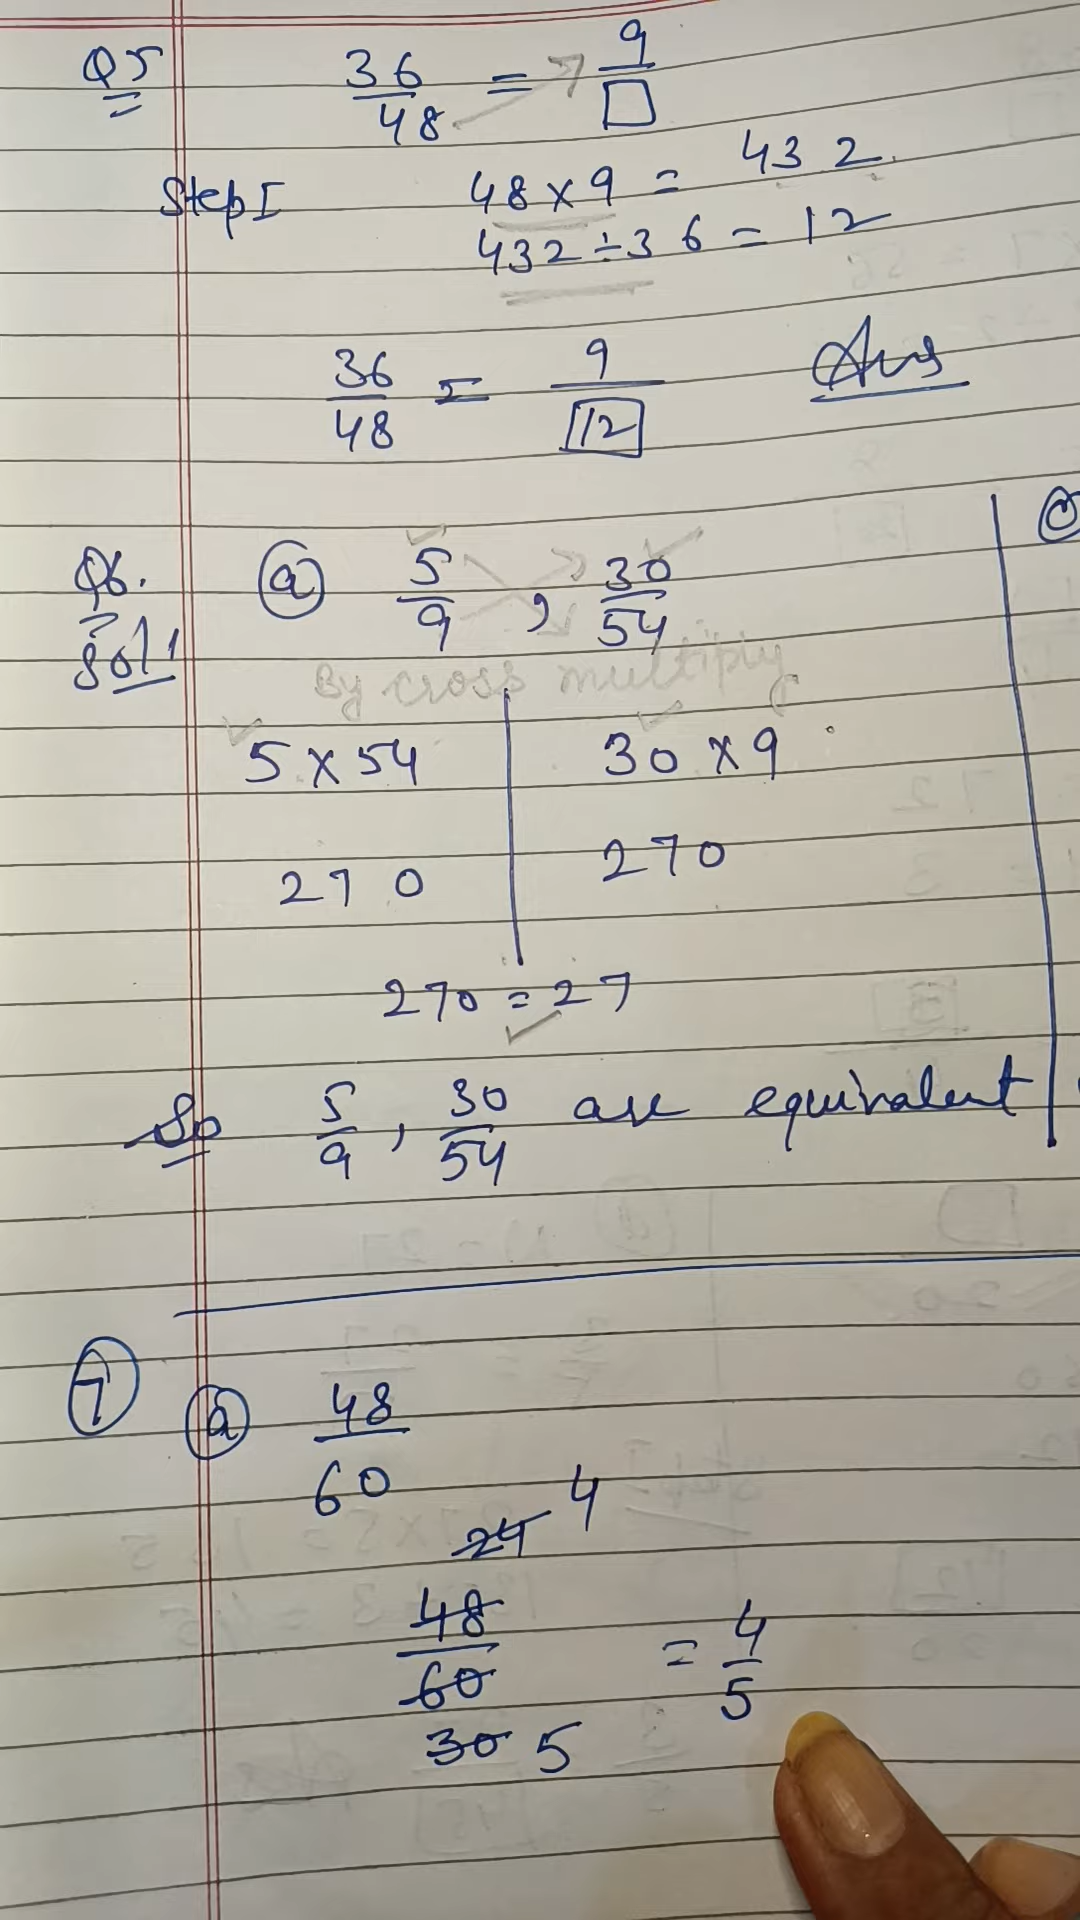 Q5 36/48 = 9/□
Step I 48 × 9 = 432
432 ÷ 36 = 12
36/48 = 9/12 Ans
Q6. (a) 5/9 , 30/54
Sol
By cross multiply
5 × 54 30 × 9
270 270
270 = 27
So 5/9 , 30/54 are equivalent
7 (a) 48/60
24 4
48/60 = 4/5
30 5